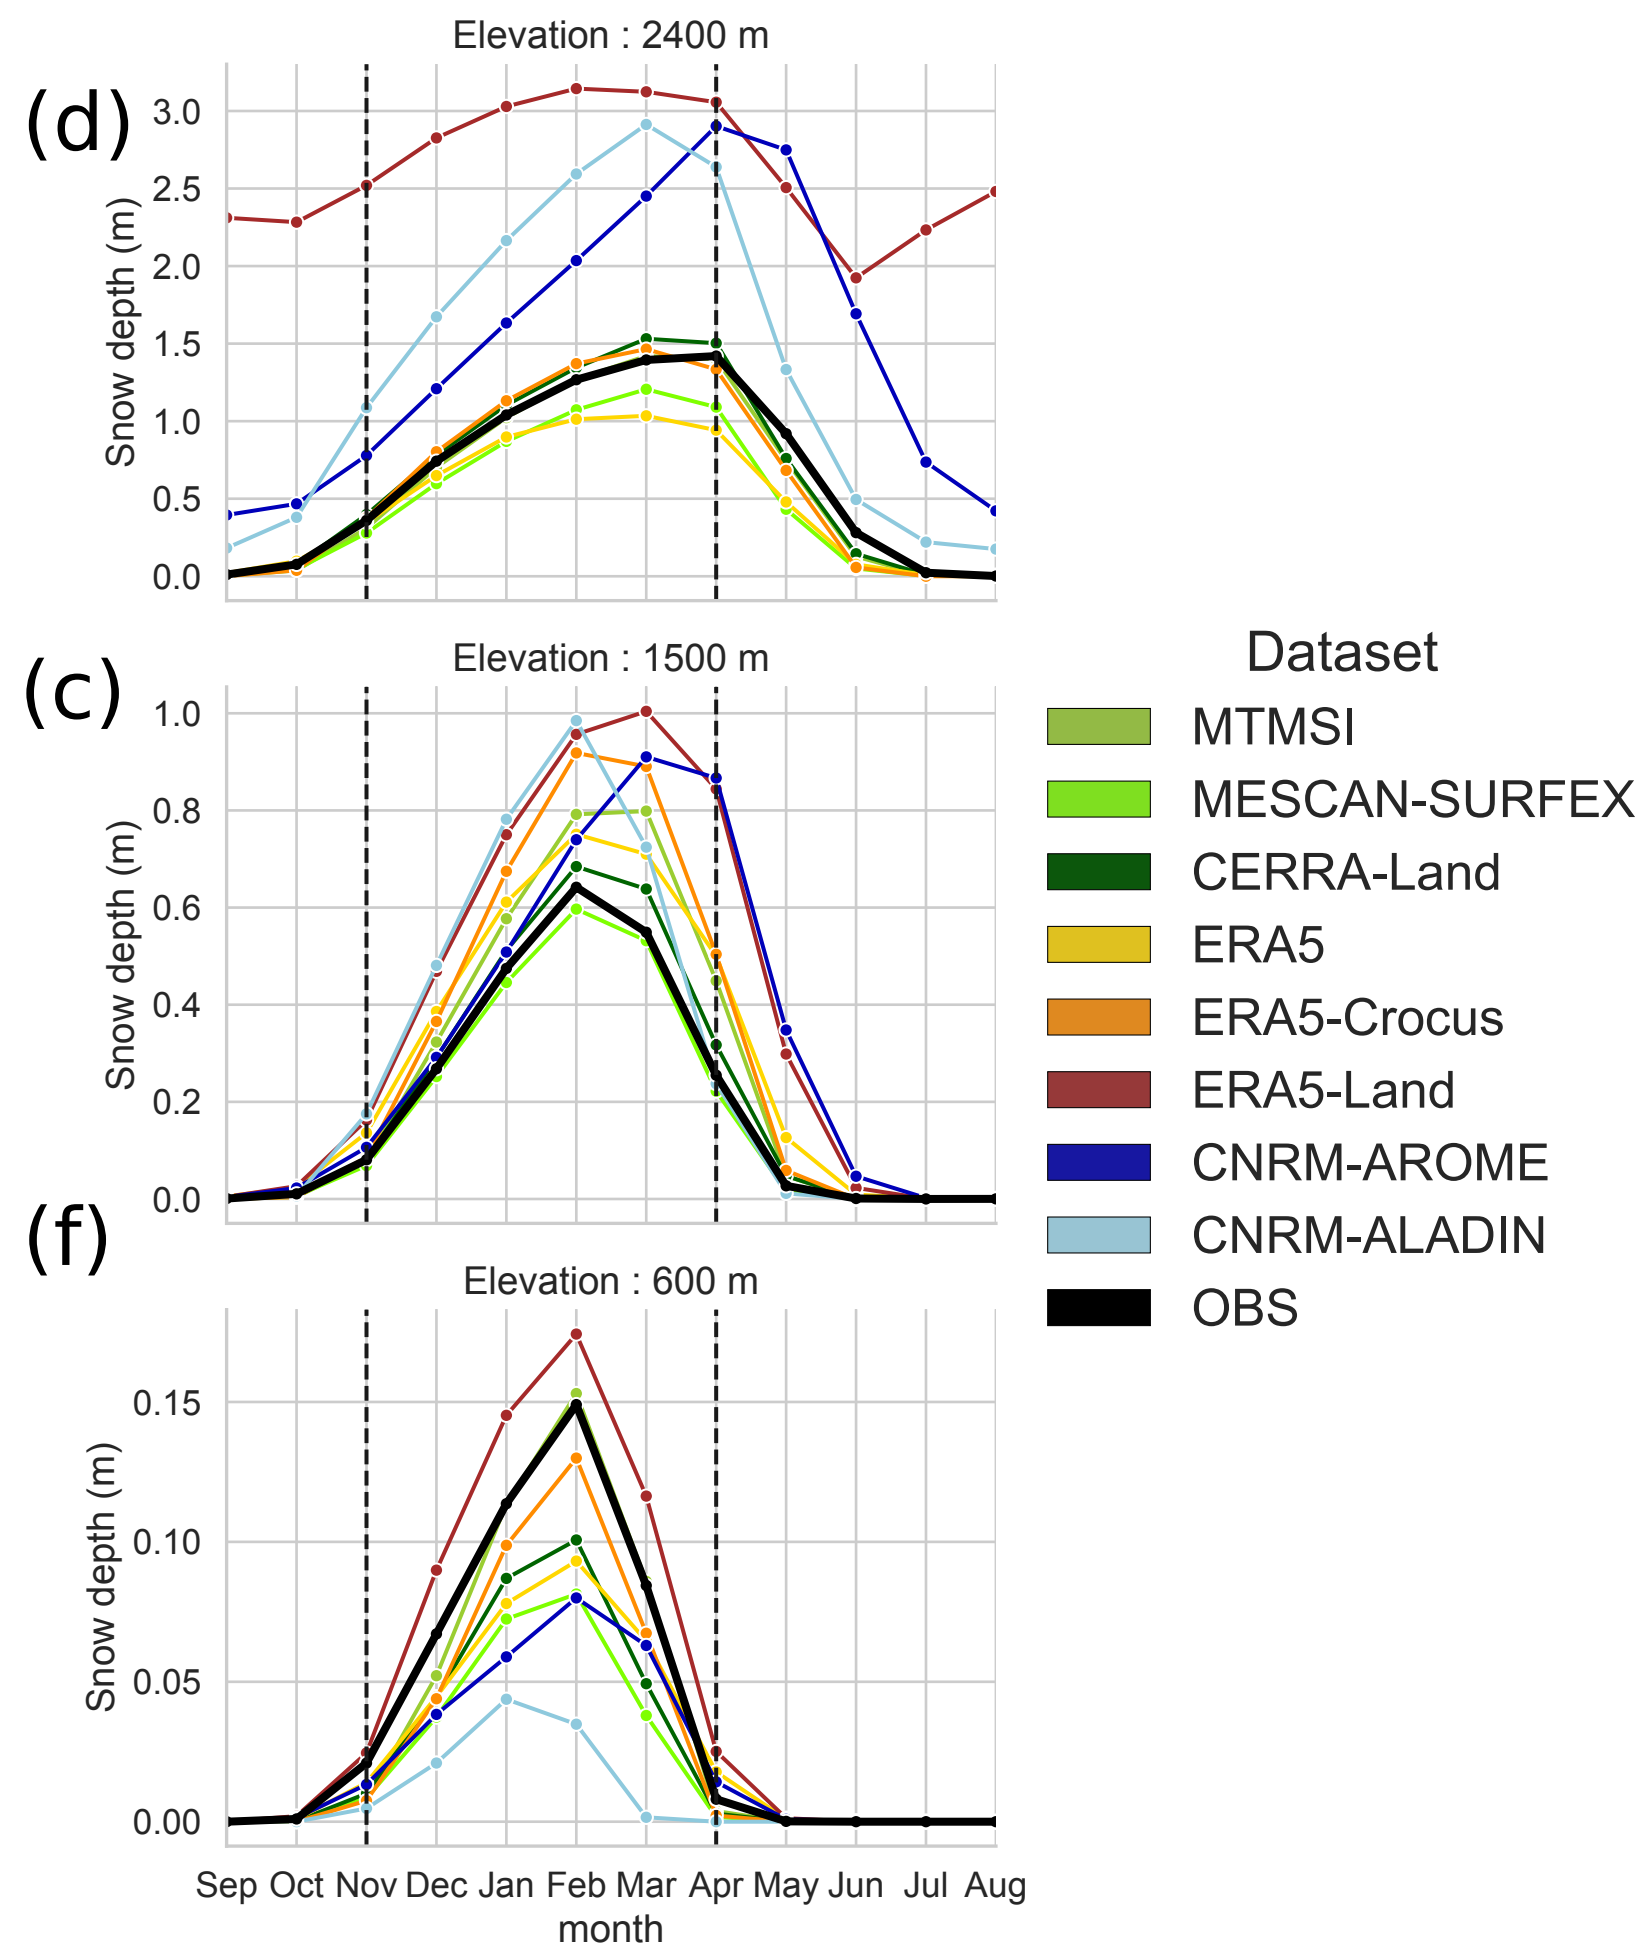 Elevation : 2400 m
(d)
3.0
2.5
2.0
1.5
1.0
0.5
0.0
Snow depth (m)
Elevation : 1500 m
(c)
1.0
0.8
0.6
0.4
0.2
0.0
Snow depth (m)
(f)
Elevation : 600 m
0.15
0.10
0.05
0.00
Snow depth (m)
Sep Oct Nov Dec Jan Feb Mar Apr May Jun Jul Aug
month
Dataset
MTMSI
MESCAN-SURFEX
CERRA-Land
ERA5
ERA5-Crocus
ERA5-Land
CNRM-AROME
CNRM-ALADIN
OBS